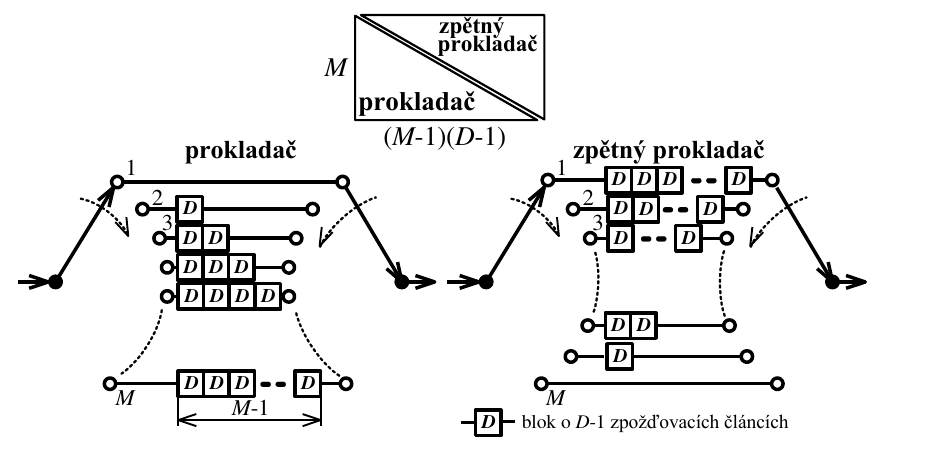 zpětný
prokladač
M
prokladač
(M-1)(D-1)
prokladač
1
2 D
3 D D
D D D
D D D D
M D D D D
M-1
zpětný prokladač
1 D D D D
2 D D D
3 D D
D D
D
M
D blok o D-1 zpožďovacích článcích